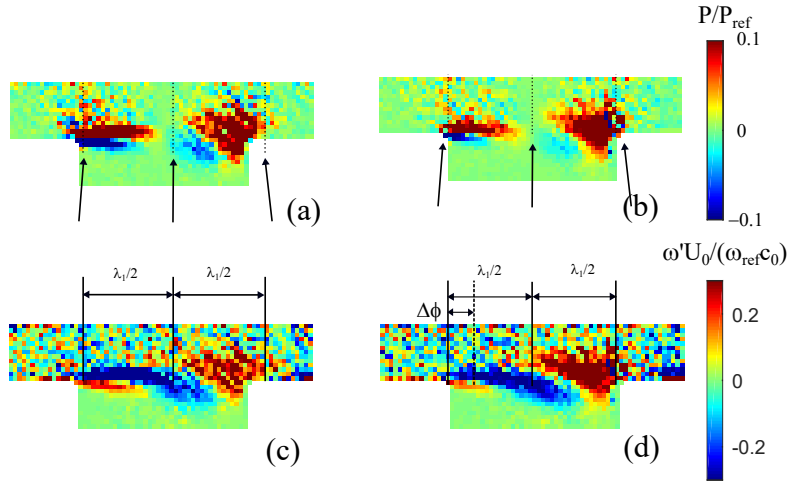 P/P_ref
0.1
0
−0.1
(a)
(b)
ω'U_0/(ω_ref c_0)
λ_1/2
λ_1/2
λ_1/2
λ_1/2
Δϕ
0.2
0
-0.2
(c)
(d)